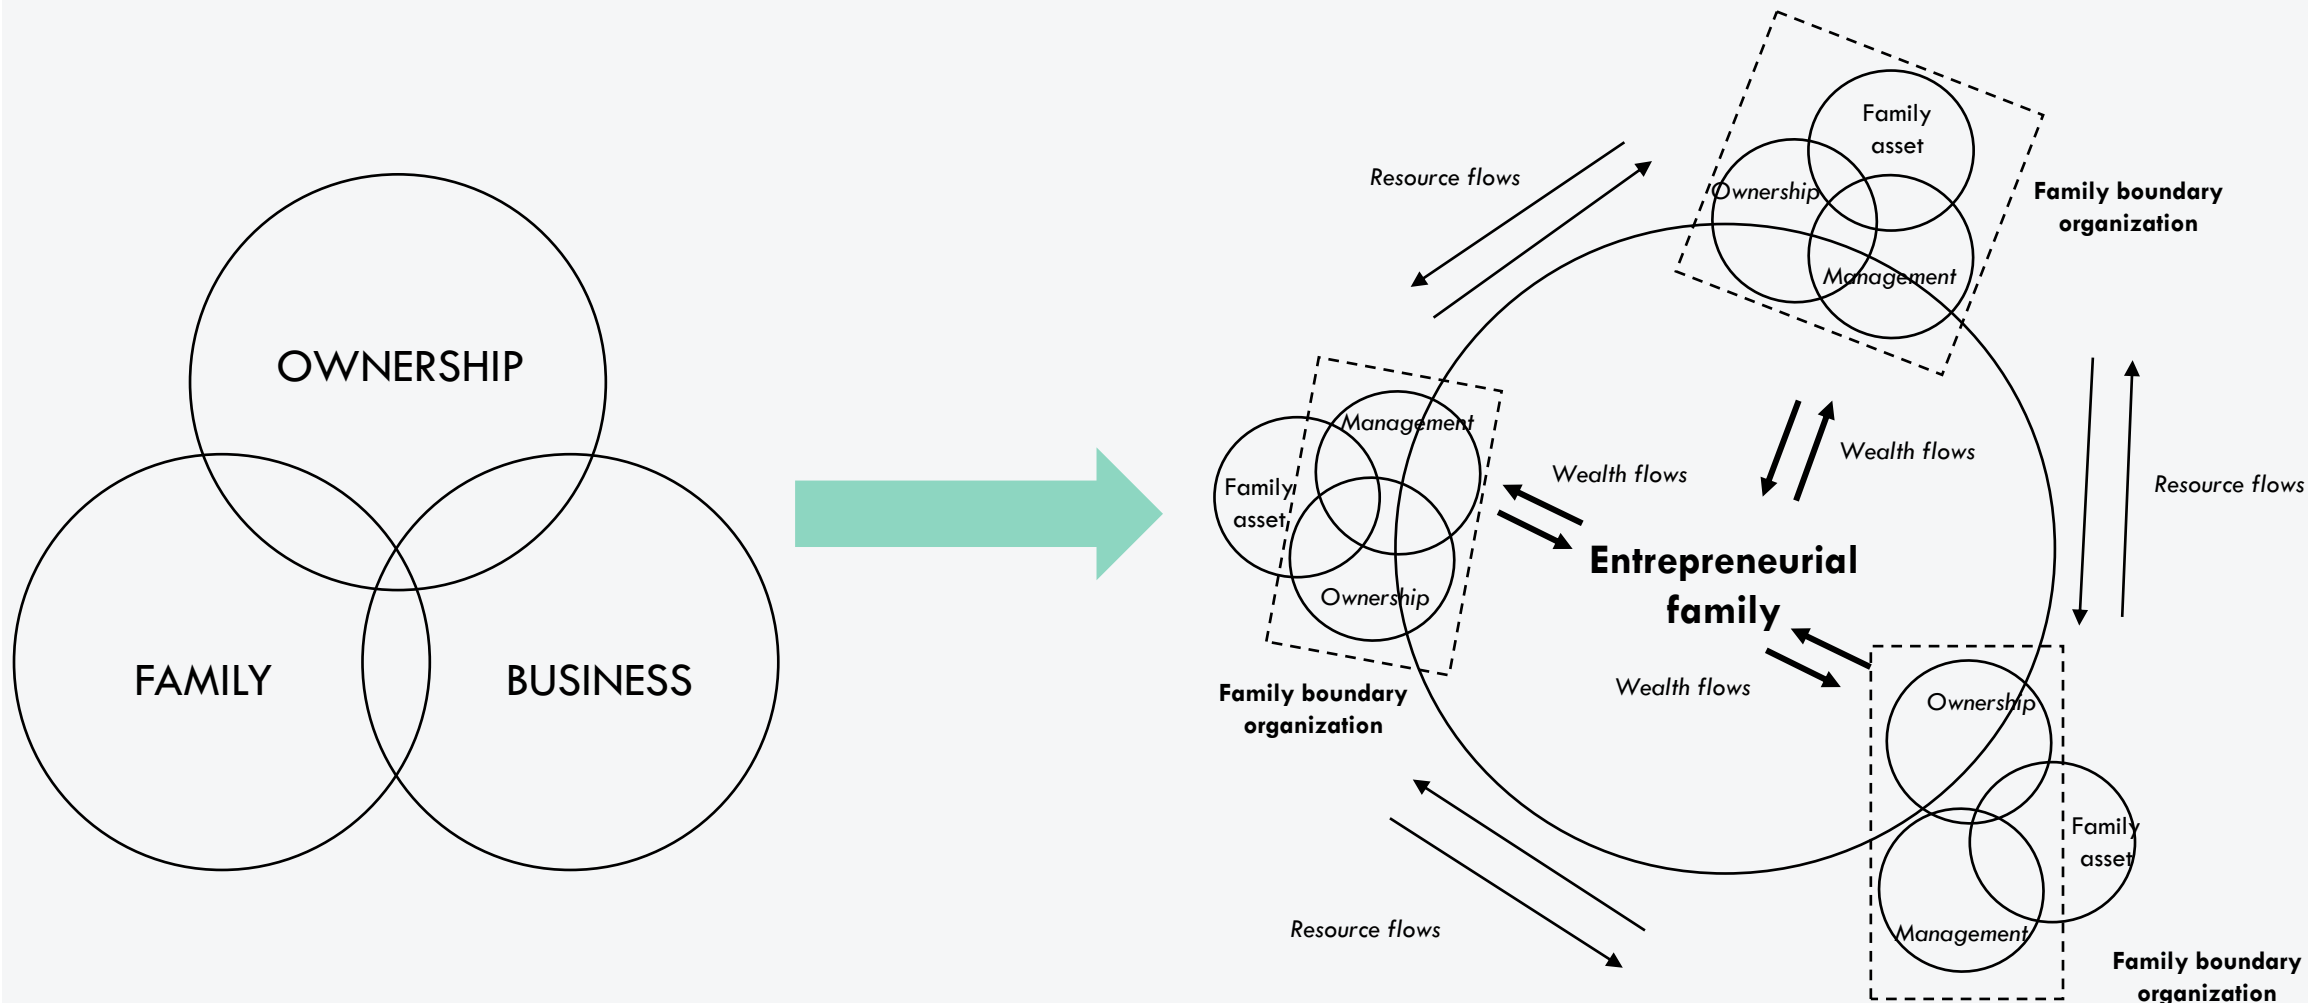 OWNERSHIP
FAMILY
BUSINESS
Family
asset
Ownership
Management
Family boundary
organization
Resource flows
Management
Family
asset
Ownership
Family boundary
organization
Wealth flows
Wealth flows
Resource flows
Entrepreneurial
family
Wealth flows
Ownership
Family
asset
Management
Family boundary
organization
Resource flows